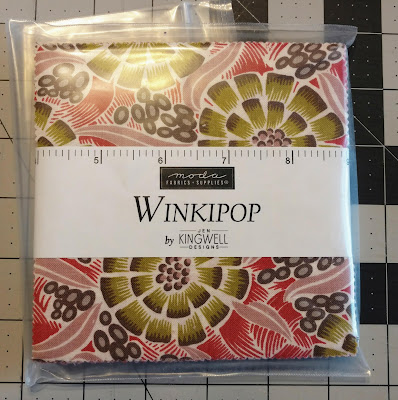 5 6 7 8
moda
FABRICS + SUPPLIES®
WINKIPOP
by JEN
KINGWELL
DESIGNS